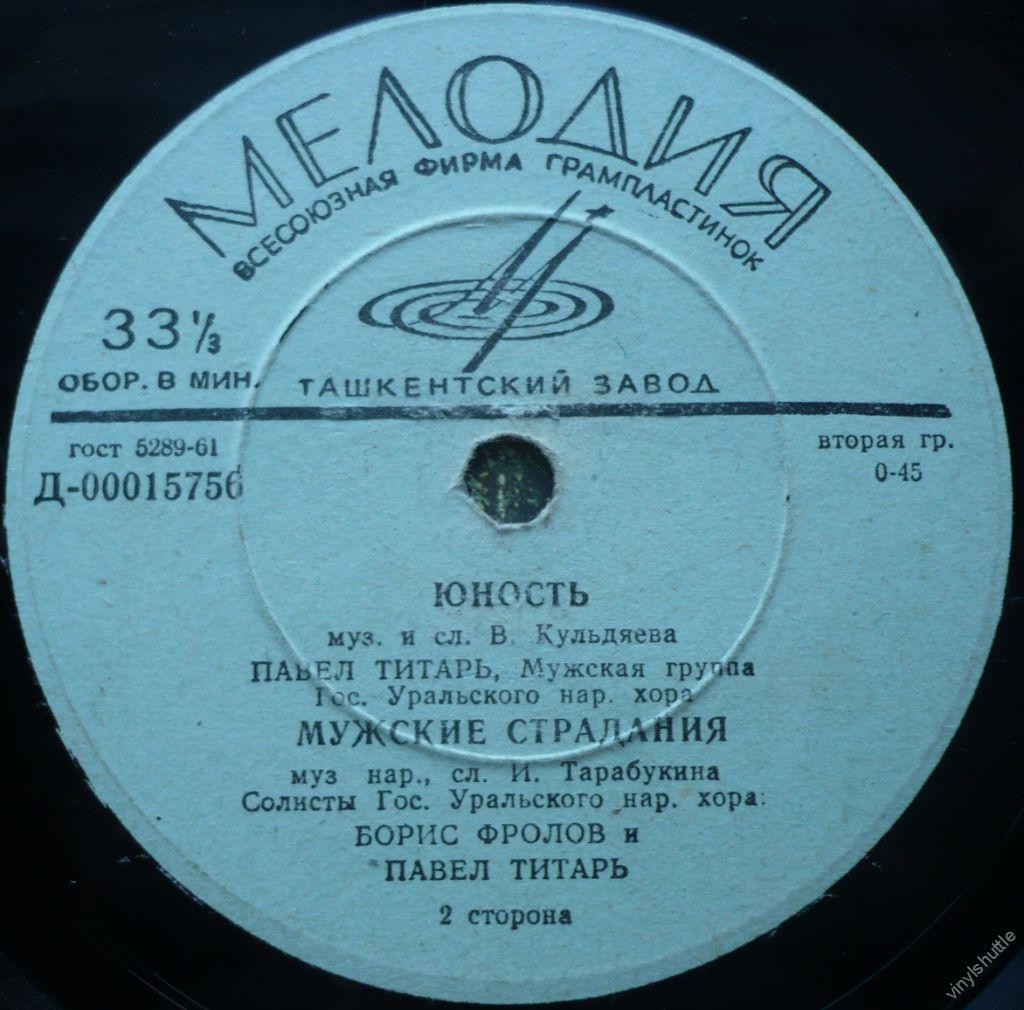 МЕЛОДИЯ
ВСЕСОЮЗНАЯ ФИРМА ГРАМПЛАСТИНОК
33⅓
ОБОР. В МИН.
ТАШКЕНТСКИЙ ЗАВОД
гост 5289-61
Д-00015756
вторая гр.
0-45
ЮНОСТЬ
муз. и сл. В. Кульдяева
ПАВЕЛ ТИТАРЬ, Мужская группа
Гос. Уральского нар. хора
МУЖСКИЕ СТРАДАНИЯ
муз нар., сл. И. Тарабукина
Солисты Гос. Уральского нар. хора:
БОРИС ФРОЛОВ и
ПАВЕЛ ТИТАРЬ
2 сторона
vinylshuttle